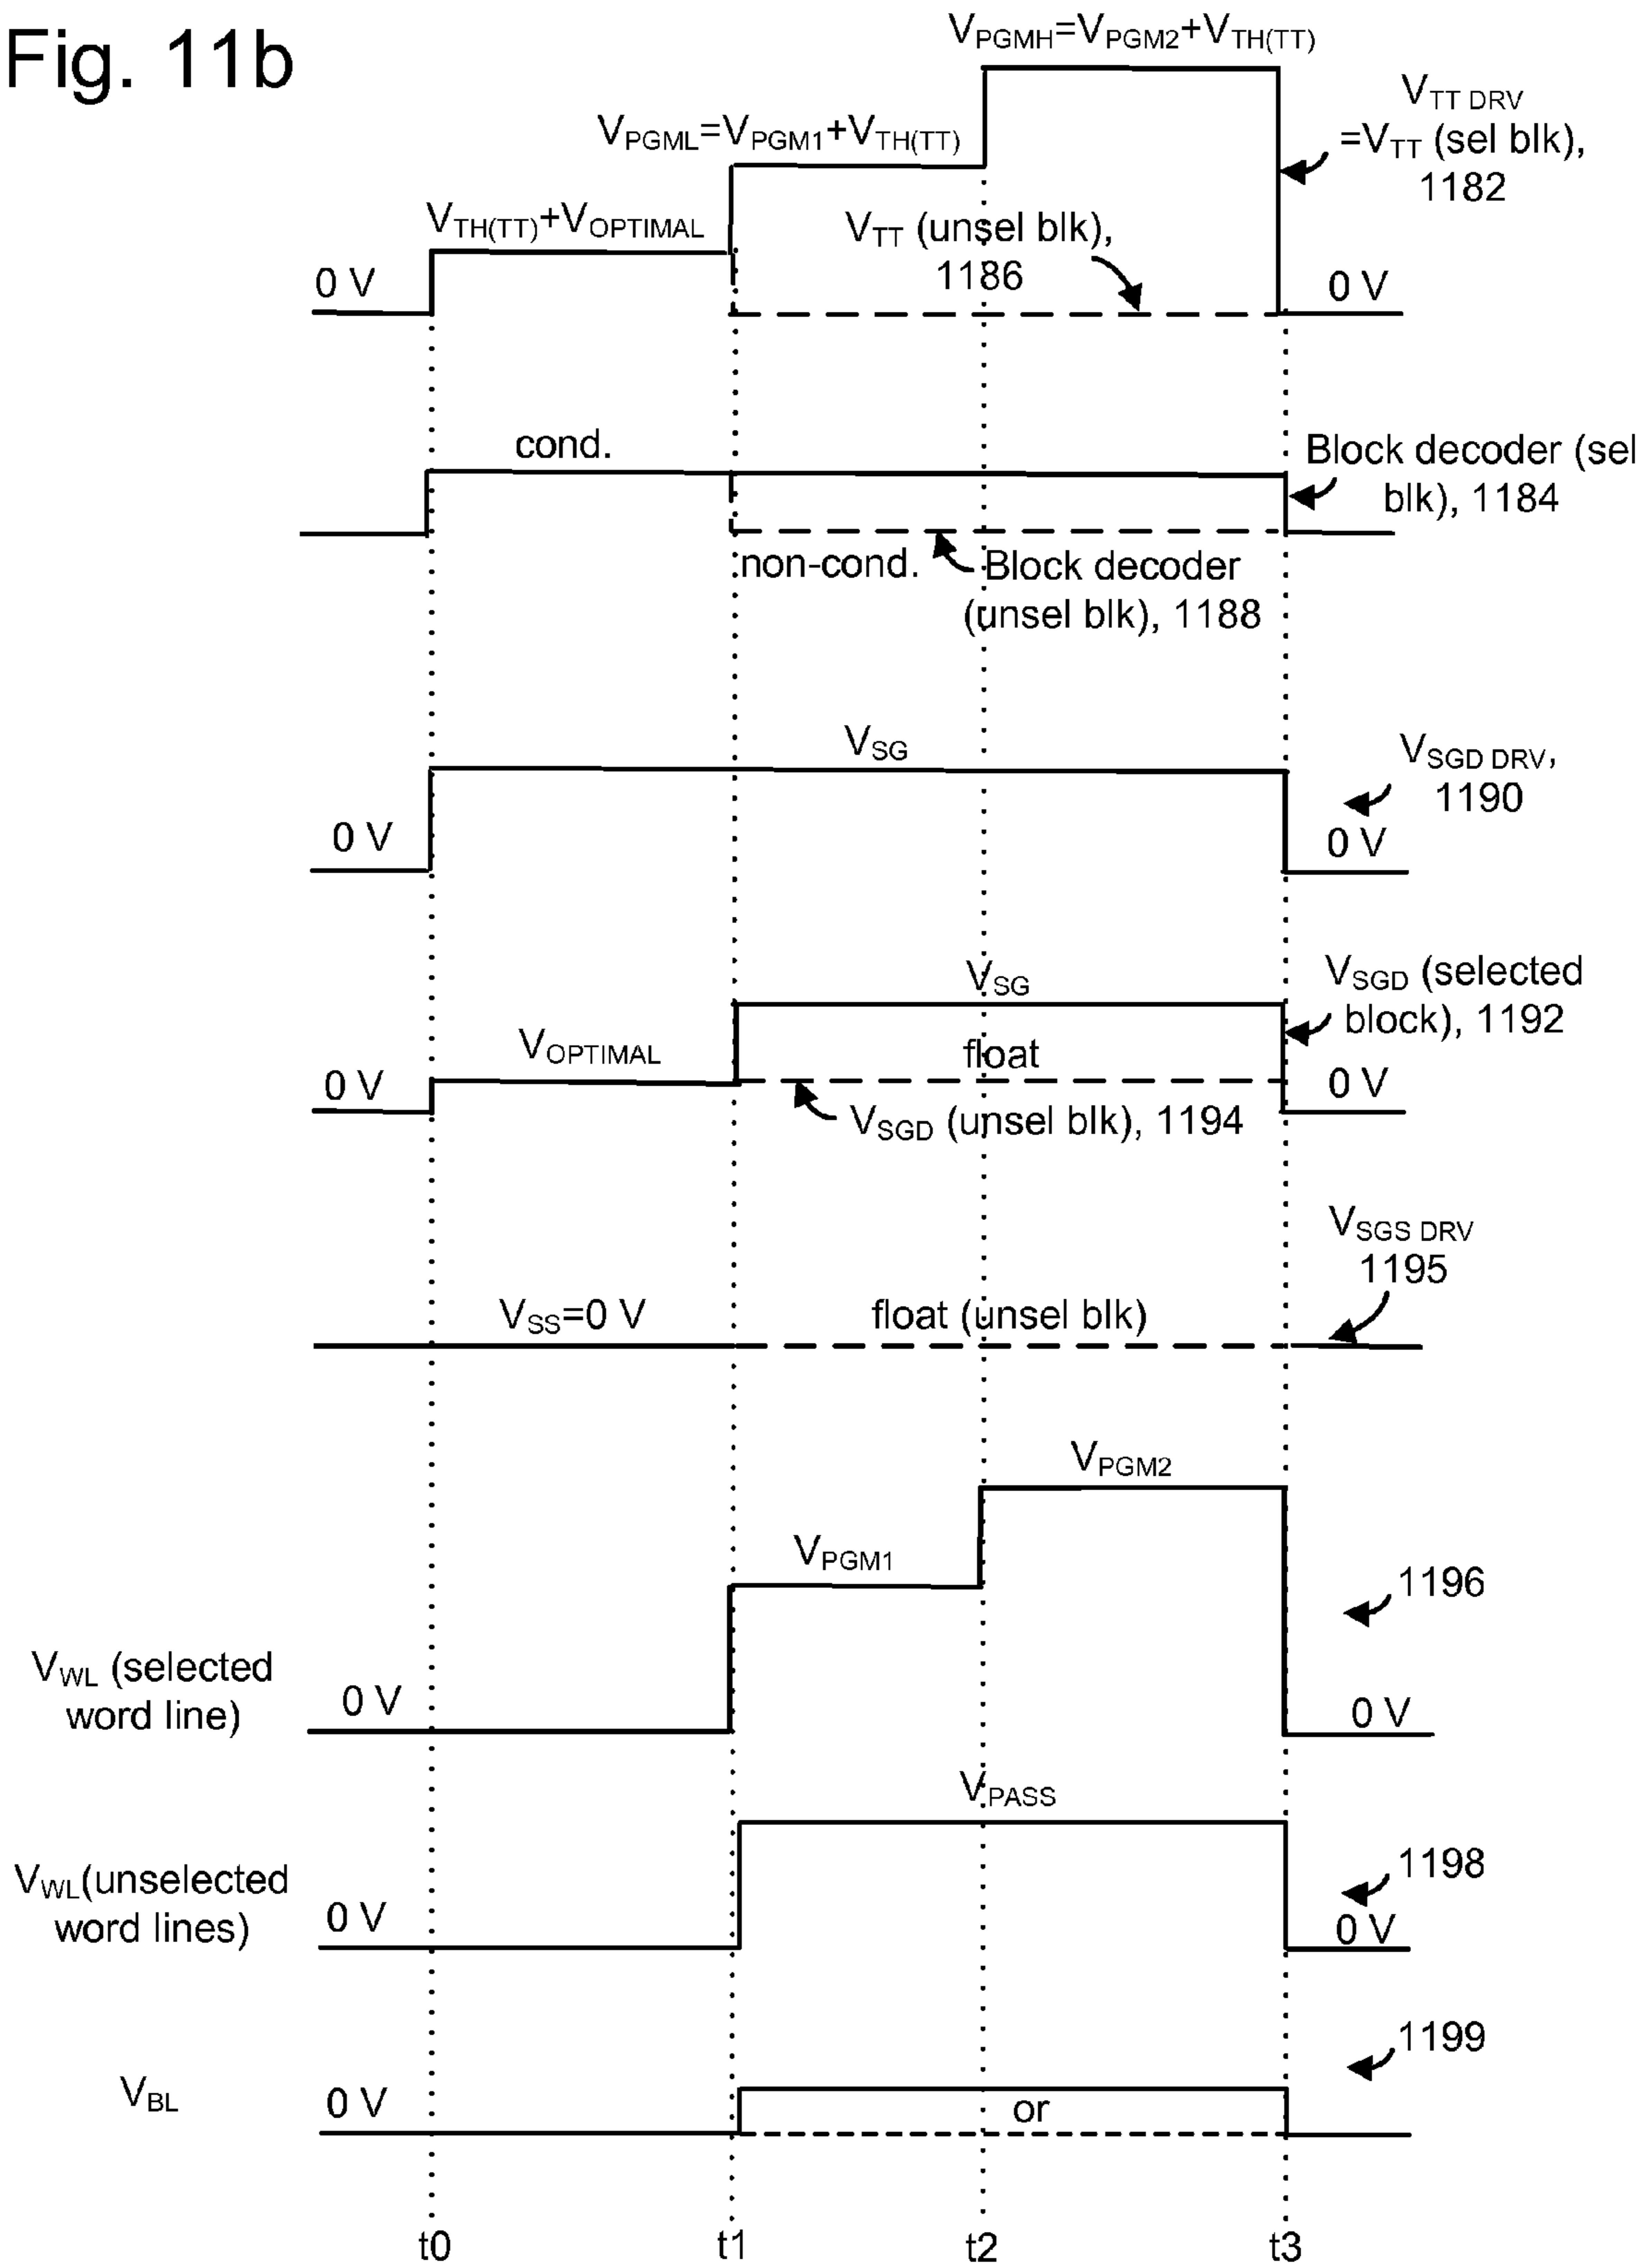 Fig. 11b
VPGMH=VPGM2+VTH(TT)
VPGML=VPGM1+VTH(TT)
VTT DRV
=VTT (sel blk),
1182
VTH(TT)+VOPTIMAL
VTT (unsel blk),
1186
0 V
0 V
cond.
Block decoder (sel
blk), 1184
non-cond.
Block decoder
(unsel blk), 1188
VSG
VSGD DRV,
1190
0 V
0 V
VSG
VSGD (selected
block), 1192
VOPTIMAL
float
0 V
0 V
VSGD (unsel blk), 1194
VSGS DRV
1195
VSS=0 V
float (unsel blk)
VPGM2
VPGM1
1196
VWL (selected
word line)
0 V
0 V
VPASS
VWL(unselected
word lines)
1198
0 V
0 V
1199
VBL
0 V
or
t0
t1
t2
t3